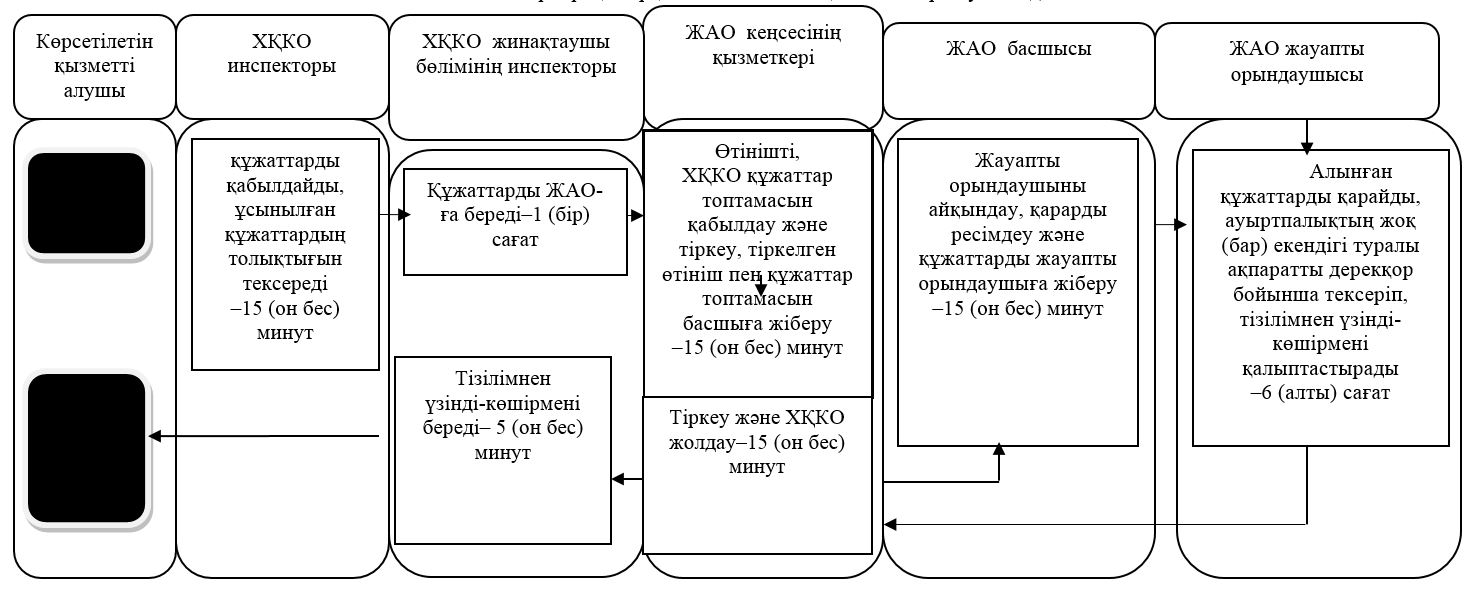 Көрсетілетін
қызметті
алушы
ХҚКО
инспекторы
ХҚКО жинақтаушы
бөлімінің инспекторы
ЖАО кеңсесінің
қызметкері
ЖАО басшысы
ЖАО жауапты
орындаушысы
құжаттарды
қабылдайды,
ұсынылған
құжаттардың
толықтығын
тексереді
–15 (он бес)
минут
Құжаттарды ЖАО-
ға береді–1 (бір)
сағат
Өтінішті,
ХҚКО құжаттар
топтамасын
қабылдау және
тіркеу, тіркелген
өтініш пен құжаттар
топтамасын
басшыға жіберу
–15 (он бес) минут
Жауапты
орындаушыны
айқындау, қарарды
ресімдеу және
құжаттарды жауапты
орындаушыға жіберу
–15 (он бес) минут
Алынған
құжаттарды қарайды,
ауыртпалықтың жоқ
(бар) екендігі туралы
ақпаратты дерекқор
бойынша тексеріп,
тізілімнен үзінді-
көшірмені
қалыптастырады
–6 (алты) сағат
Тізілімнен
үзінді-көшірмені
береді– 5 (он бес)
минут
Тіркеу және ХҚКО
жолдау–15 (он бес)
минут